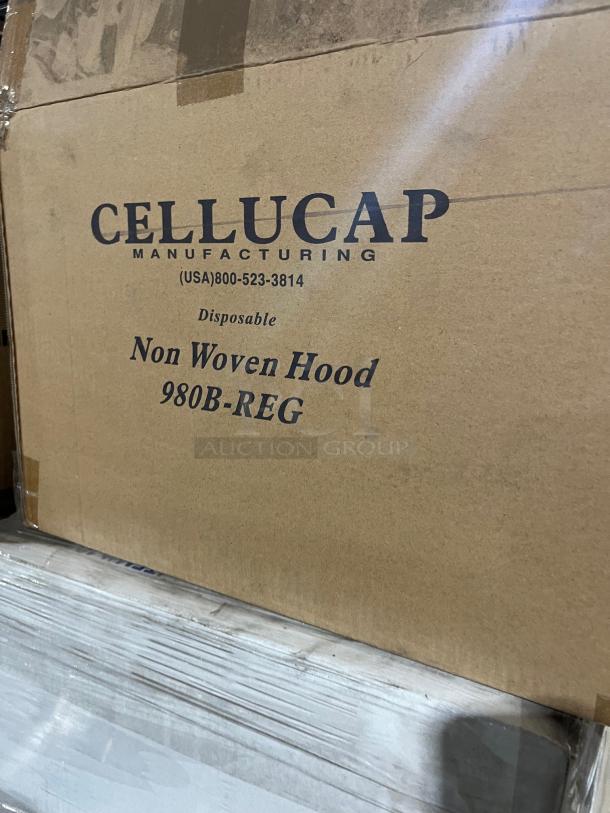 CELLUCAP
MANUFACTURING
(USA)800-523-3814
Disposable
Non Woven Hood
980B-REG
AUCTION GROUP